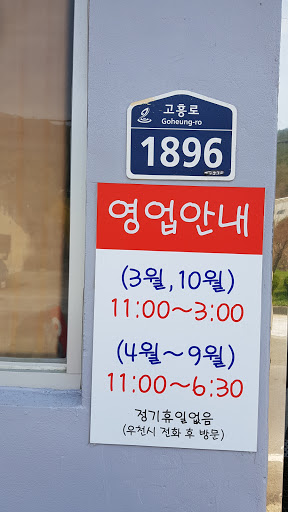 고흥로
Goheung-ro
1896
영업안내
(3월,10월)
11:00~3:00
(4월~9월)
11:00~6:30
정기휴일없음
(우천시 전화 후 방문)